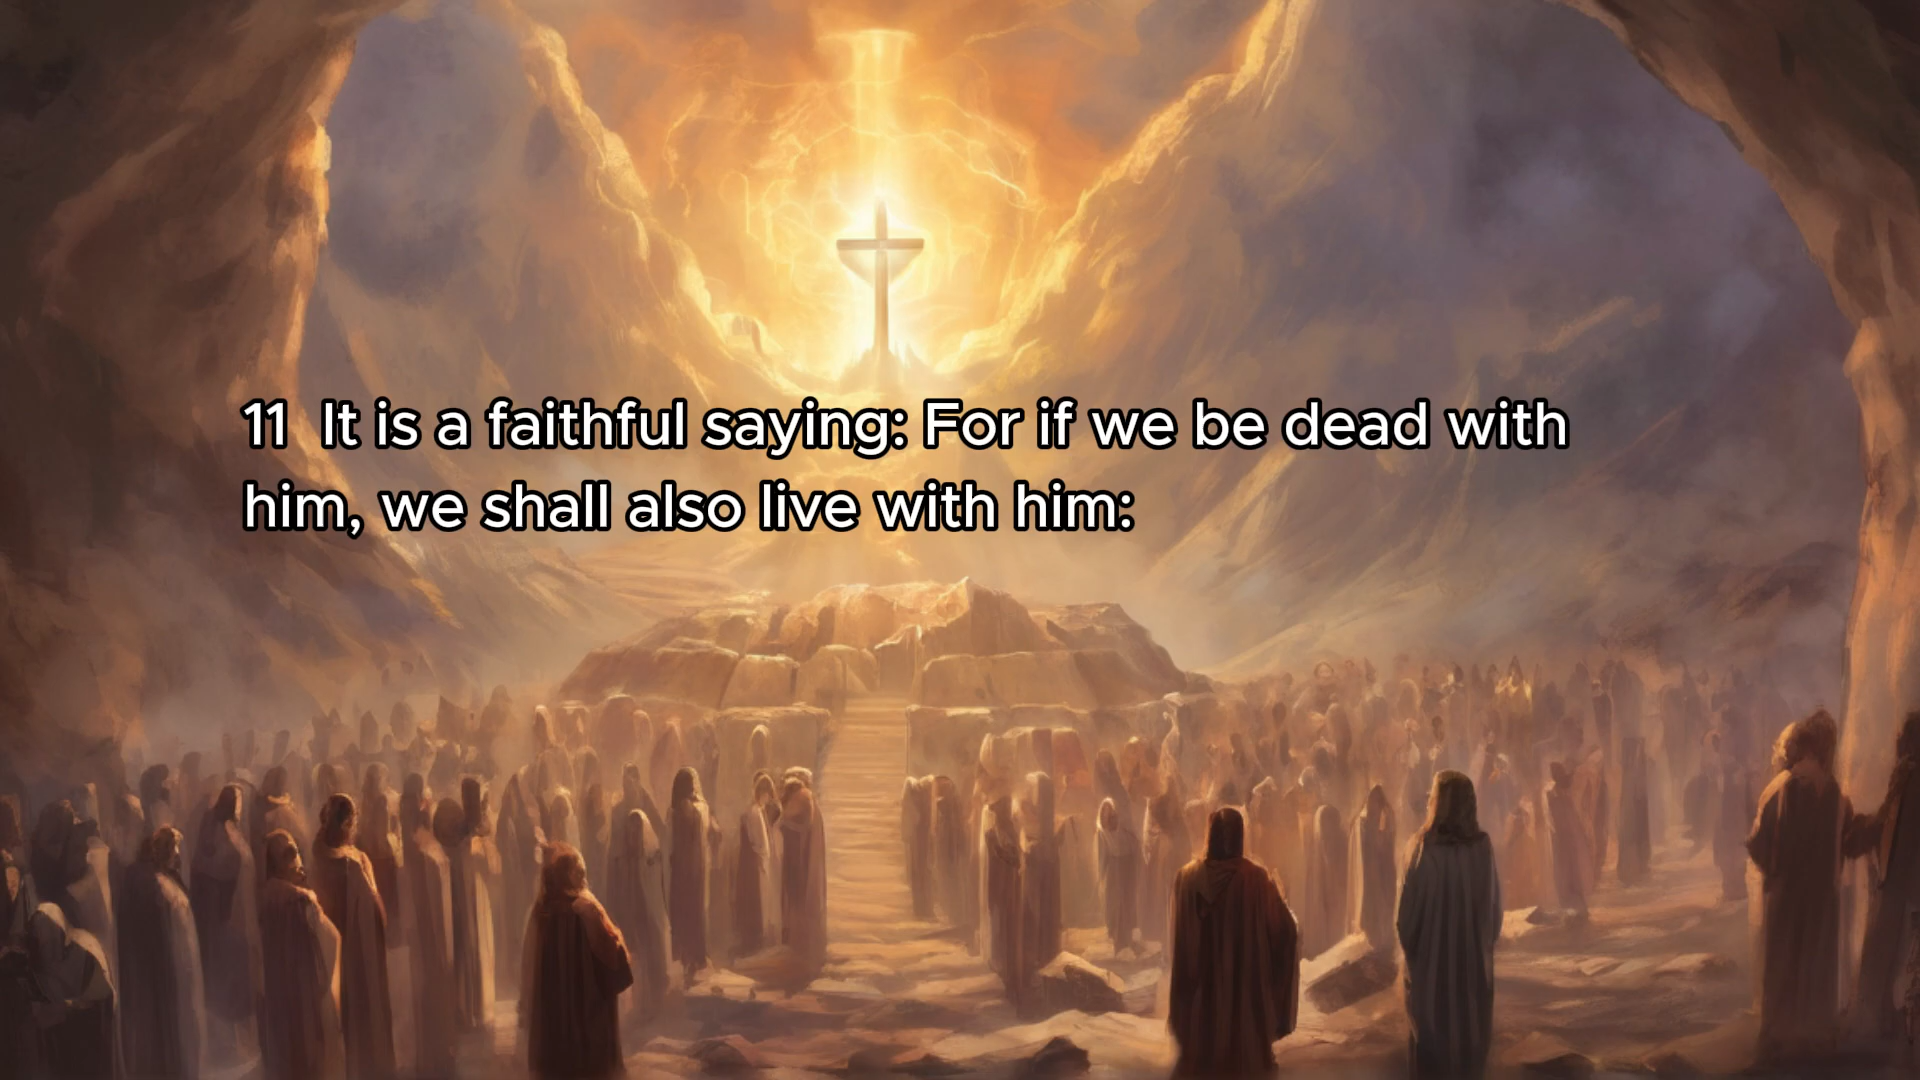 11  It is a faithful saying: For if we be dead with
him, we shall also live with him: